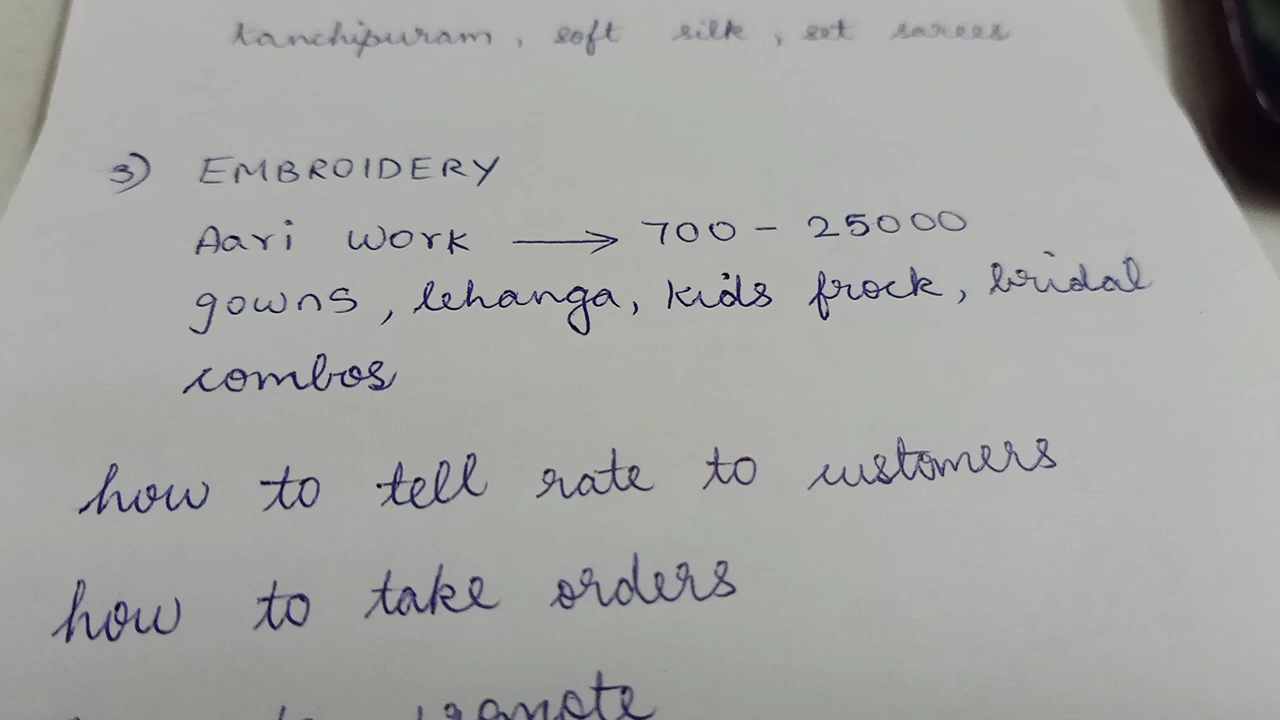 kanchipuram, soft silk, sarees
3) EMBROIDERY
Aari work → 700 - 25000
gowns, lehanga, kids frock, bridal
combos
how to tell rate to customers
how to take orders